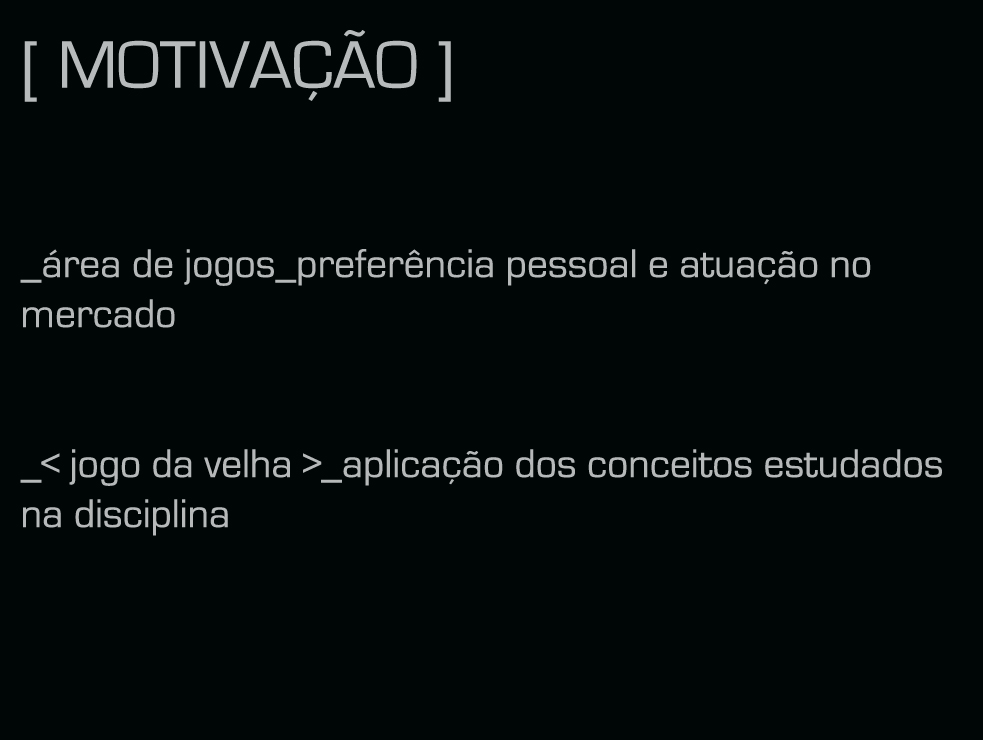 [ MOTIVAÇÃO ]
_área de jogos_preferência pessoal e atuação no
mercado
_< jogo da velha >_aplicação dos conceitos estudados
na disciplina